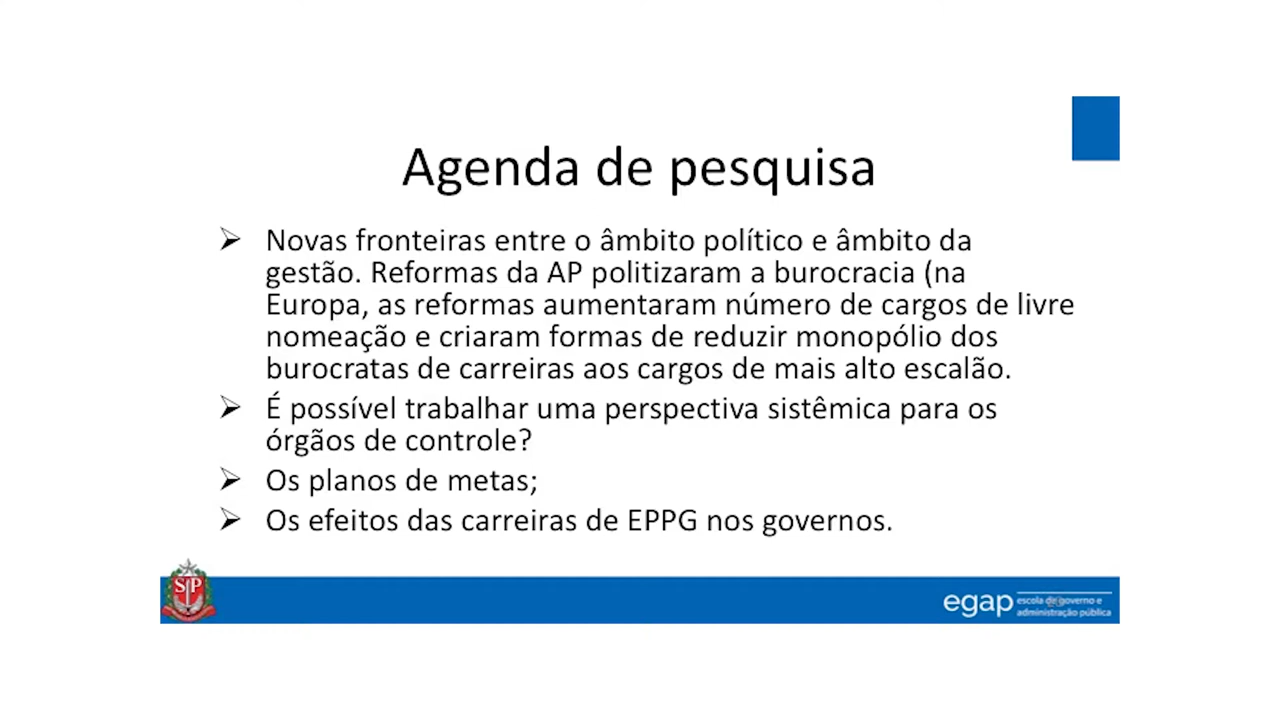 Agenda de pesquisa
➢ Novas fronteiras entre o âmbito político e âmbito da
gestão. Reformas da AP politizaram a burocracia (na
Europa, as reformas aumentaram número de cargos de livre
nomeação e criaram formas de reduzir monopólio dos
burocratas de carreiras aos cargos de mais alto escalão.
➢ É possível trabalhar uma perspectiva sistêmica para os
órgãos de controle?
➢ Os planos de metas;
➢ Os efeitos das carreiras de EPPG nos governos.
SP
egap
escola de governo e
administração pública